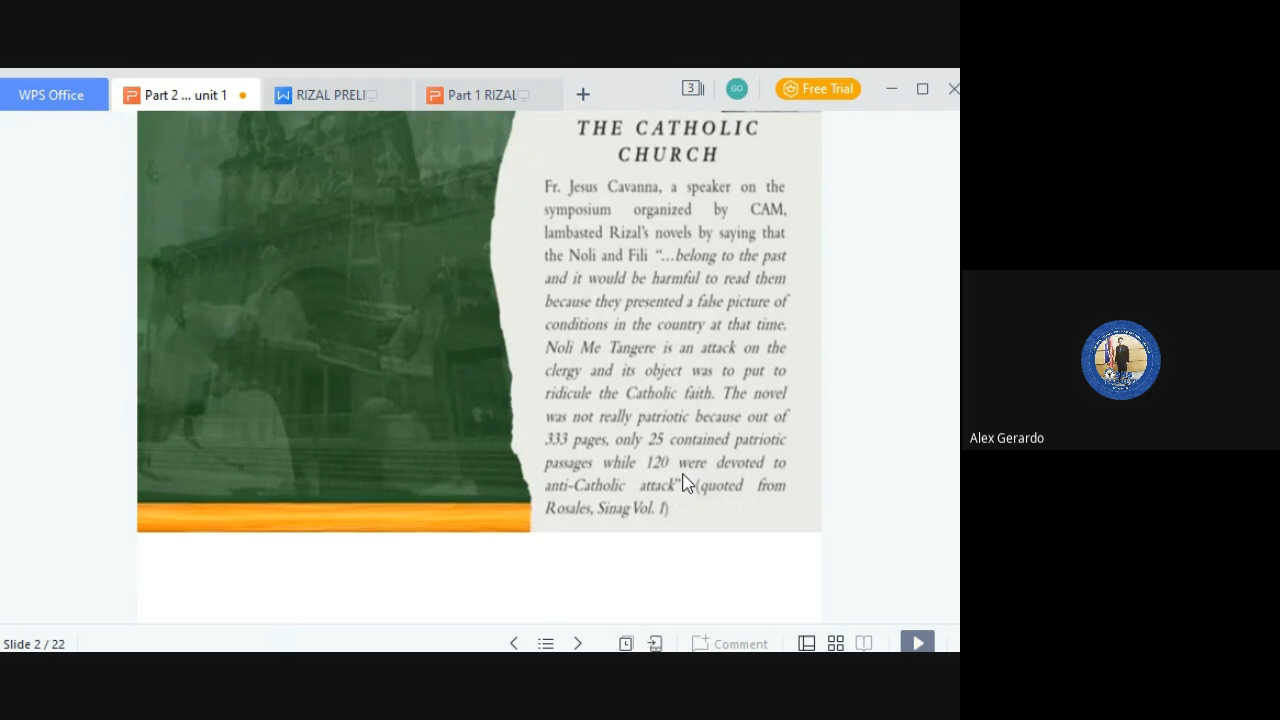 WPS Office
Part 2 ... unit 1
RIZAL PRELI
Part 1 RIZAL
3
GO
Free Trial
THE CATHOLIC
CHURCH
Fr. Jesus Cavanna, a speaker on the
symposium organized by CAM,
lambasted Rizal's novels by saying that
the Noli and Fili "...belong to the past
and it would be harmful to read them
because they presented a false picture of
conditions in the country at that time.
Noli Me Tangere is an attack on the
clergy and its object was to put to
ridicule the Catholic faith. The novel
was not really patriotic because out of
333 pages, only 25 contained patriotic
passages while 120 were devoted to
anti-Catholic attack" (quoted from
Rosales, Sinag Vol. I)
Alex Gerardo
Slide 2 / 22
Comment